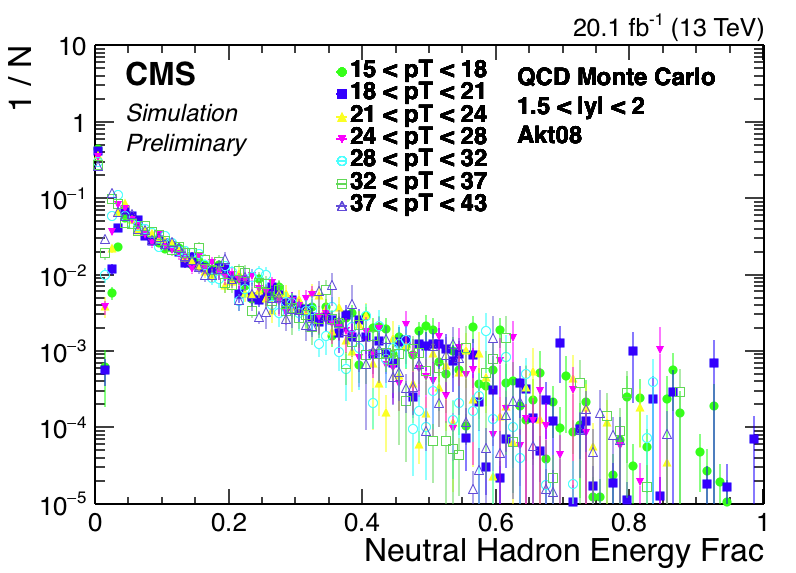 20.1 fb⁻¹ (13 TeV)
1 / N
CMS
Simulation
Preliminary
15 < pT < 18
18 < pT < 21
21 < pT < 24
24 < pT < 28
28 < pT < 32
32 < pT < 37
37 < pT < 43
QCD Monte Carlo
1.5 < |y| < 2
Akt08
10
1
10⁻¹
10⁻²
10⁻³
10⁻⁴
10⁻⁵
0 0.2 0.4 0.6 0.8 1
Neutral Hadron Energy Frac